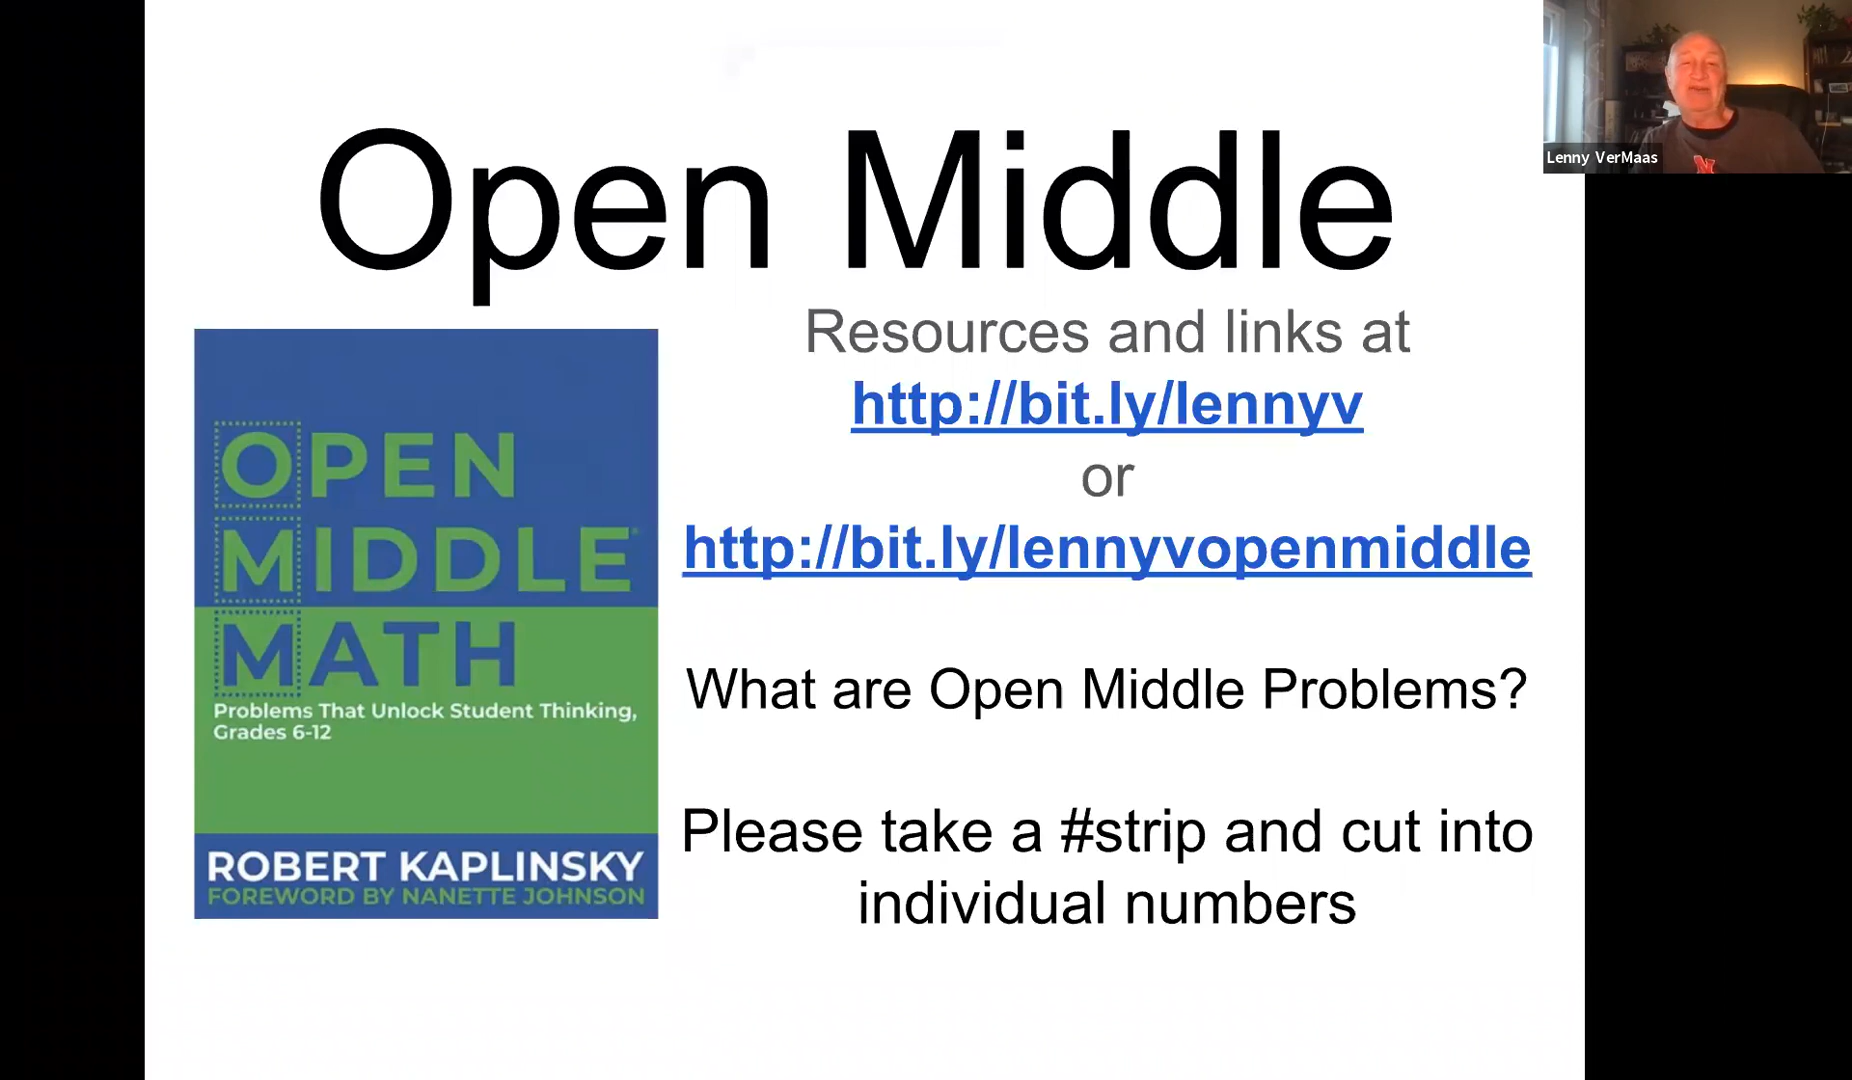 Open Middle
Resources and links at
http://bit.ly/lennyv
or
http://bit.ly/lennyvopenmiddle
What are Open Middle Problems?
Please take a #strip and cut into
individual numbers
OPEN
MIDDLE
MATH
Problems That Unlock Student Thinking,
Grades 6-12
ROBERT KAPLINSKY
FOREWORD BY NANETTE JOHNSON
Lenny VerMaas
N